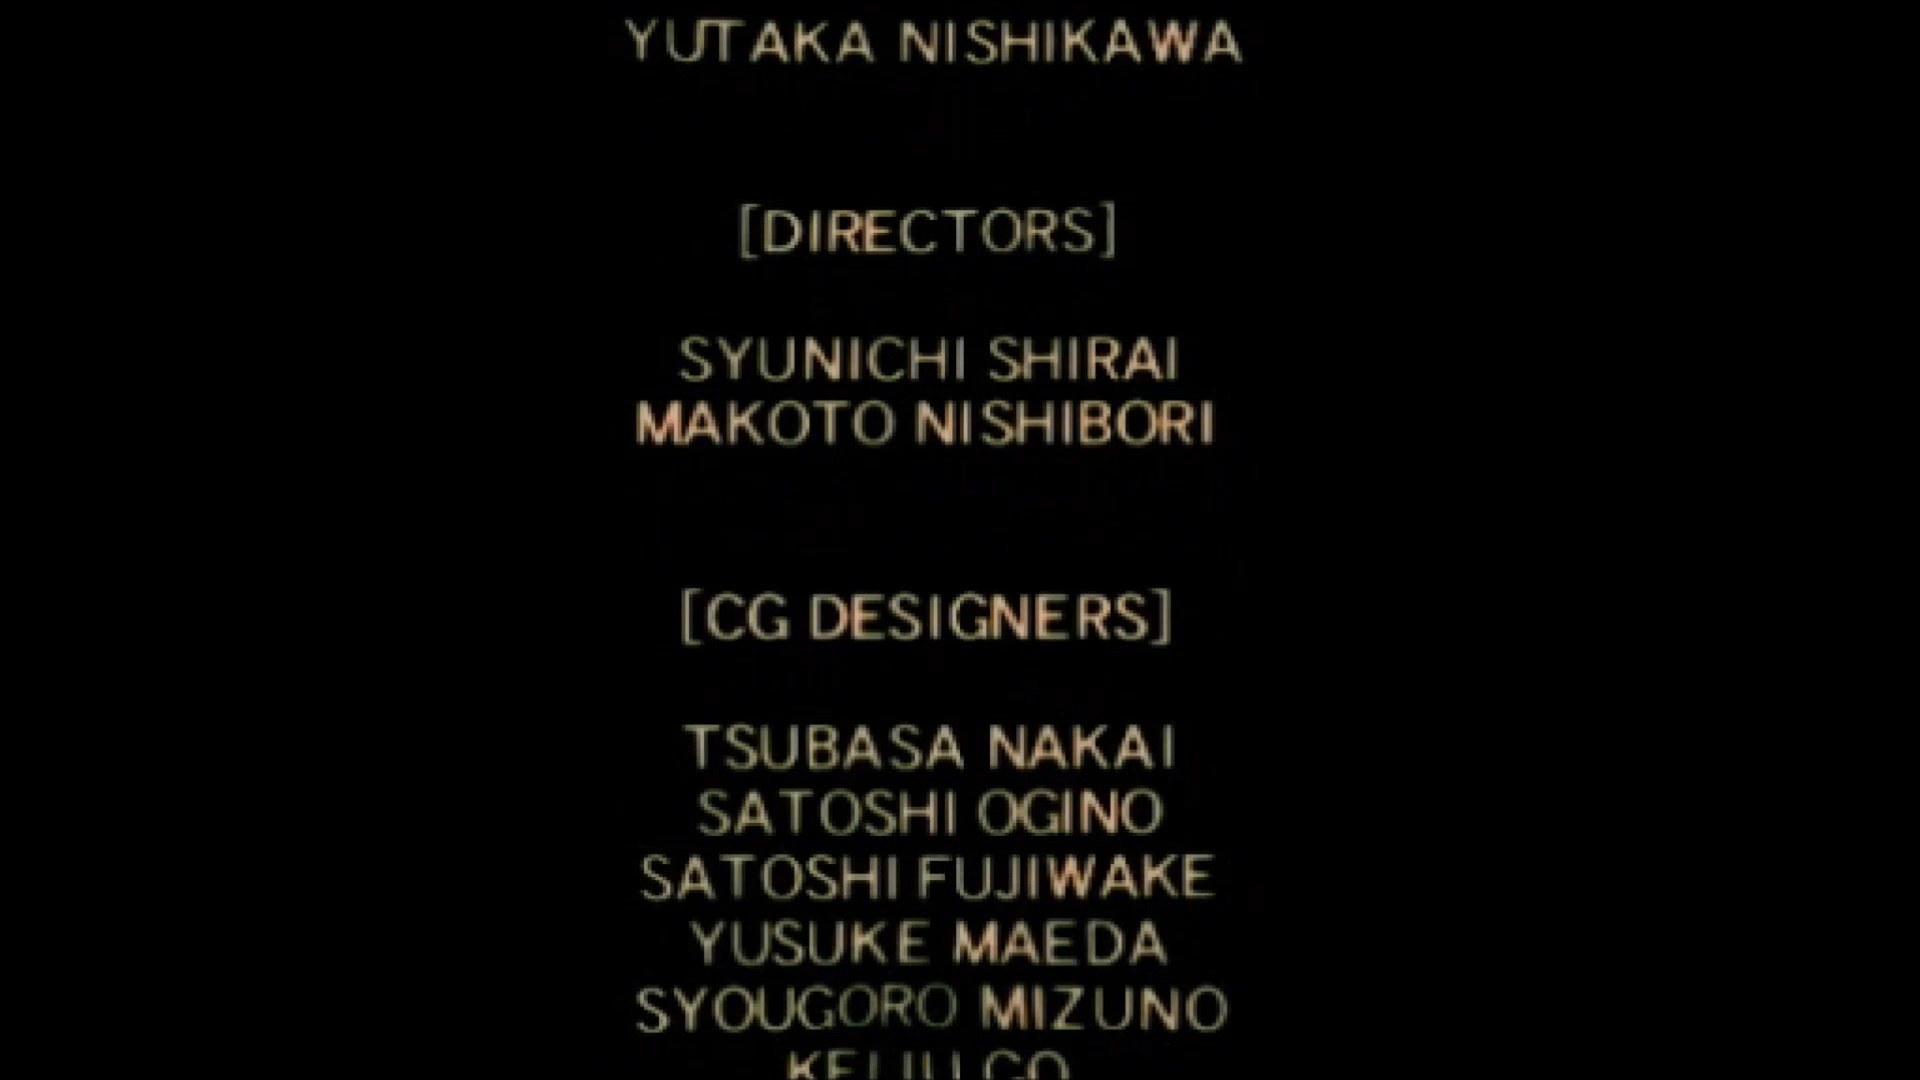 YUTAKA NISHIKAWA
[DIRECTORS]
SYUNICHI SHIRAI
MAKOTO NISHIBORI
[CG DESIGNERS]
TSUBASA NAKAI
SATOSHI OGINO
SATOSHI FUJIWAKE
YUSUKE MAEDA
SYOUGORO MIZUNO